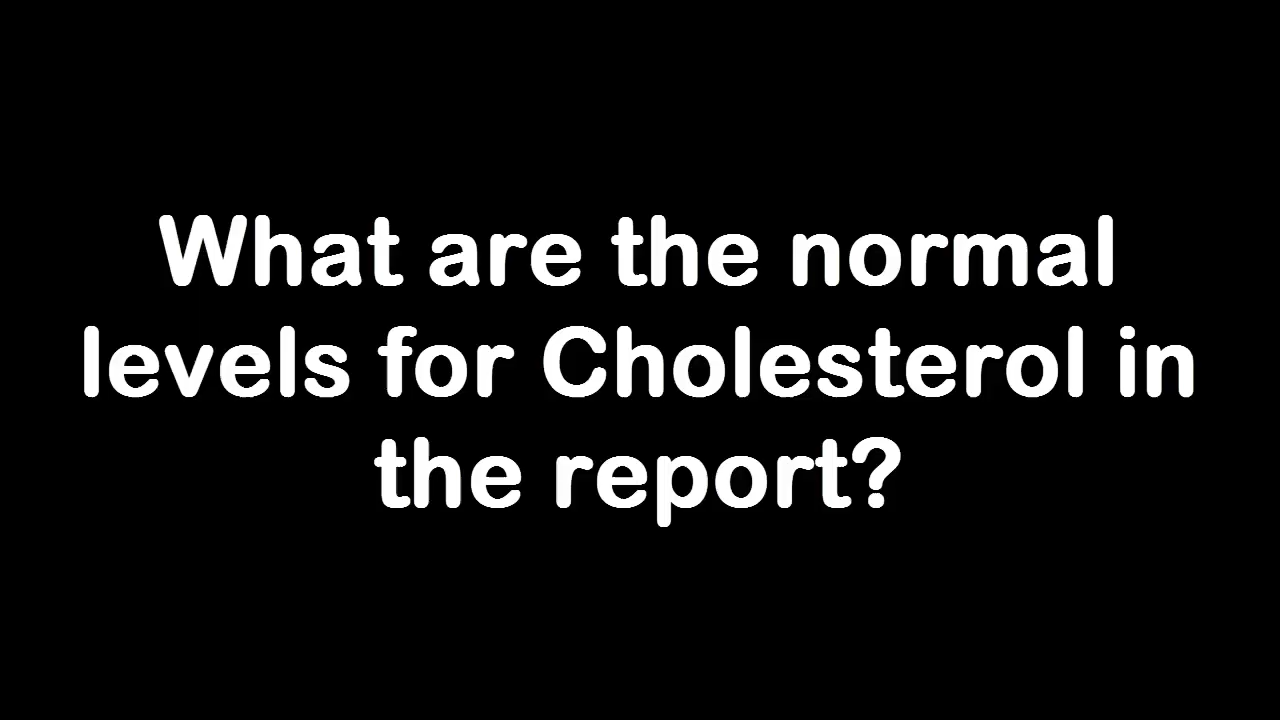 What are the normal
levels for Cholesterol in
the report?